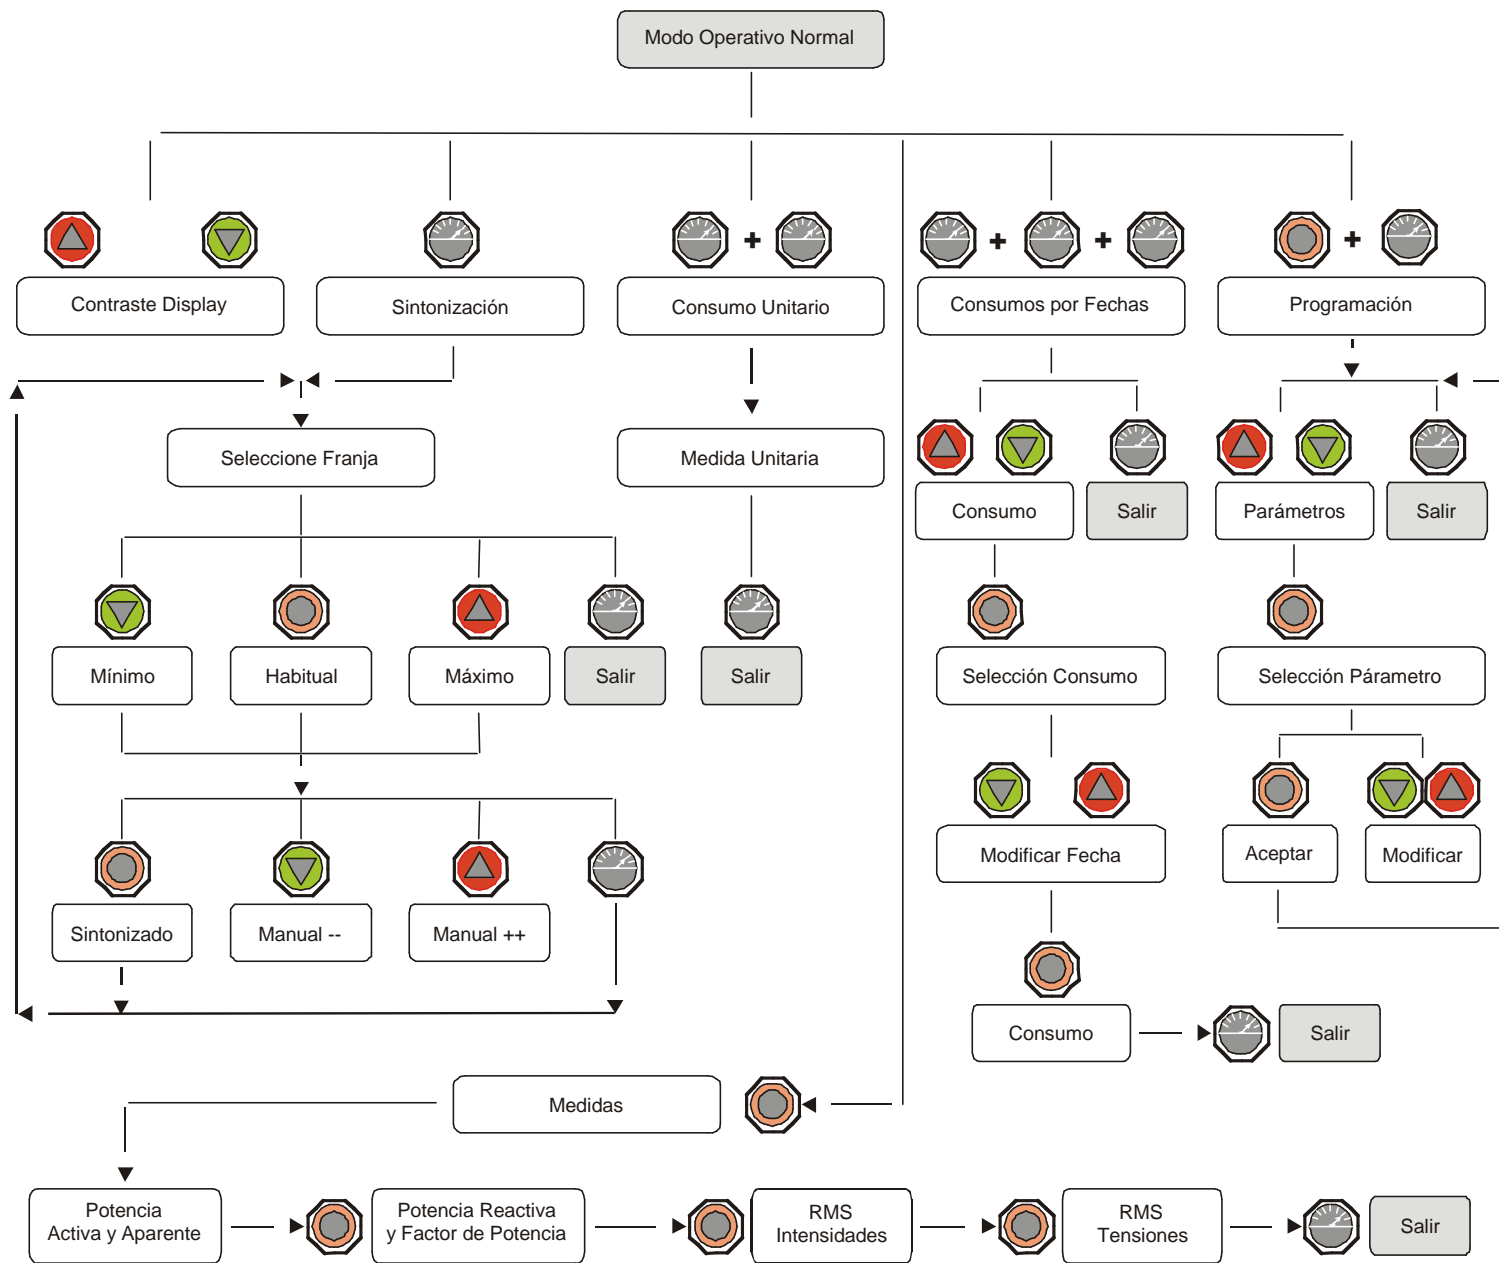 Modo Operativo Normal
+
+
+
+
Contraste Display
Sintonización
Consumo Unitario
Consumos por Fechas
Programación
Seleccione Franja
Medida Unitaria
Consumo
Salir
Parámetros
Salir
Mínimo
Habitual
Máximo
Salir
Salir
Selección Consumo
Selección Párametro
Modificar Fecha
Aceptar
Modificar
Sintonizado
Manual --
Manual ++
Consumo
Salir
Medidas
Potencia
Activa y Aparente
Potencia Reactiva
y Factor de Potencia
RMS
Intensidades
RMS
Tensiones
Salir